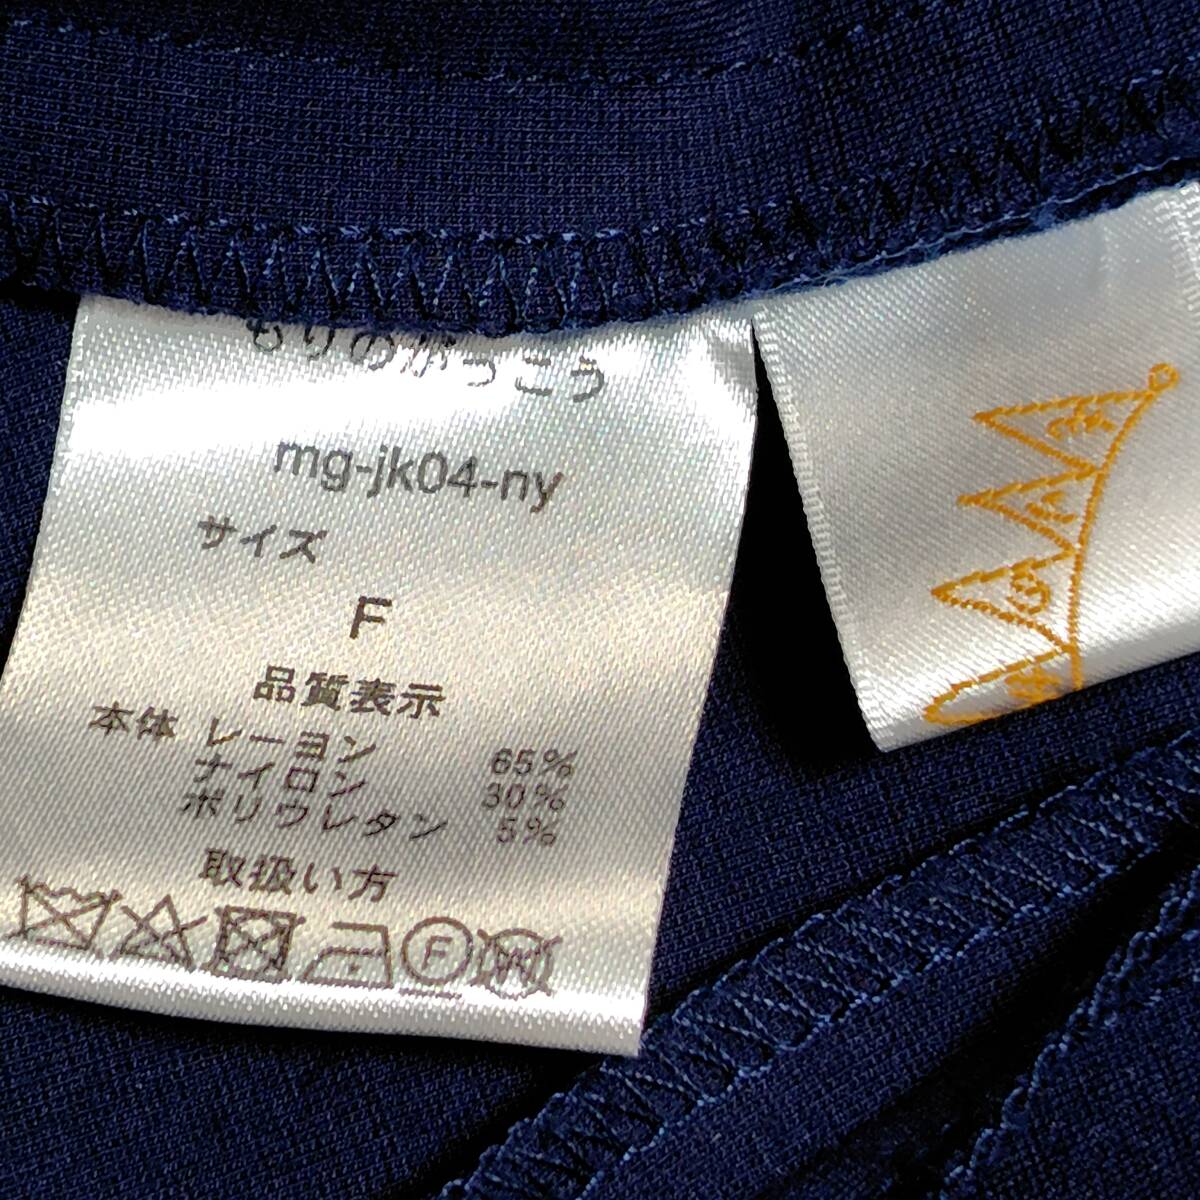 もりのがっこう
mg-jk04-ny
サイズ
F
品質表示
本体 レーヨン 65%
ナイロン 30%
ポリウレタン 5%
取扱い方
F W